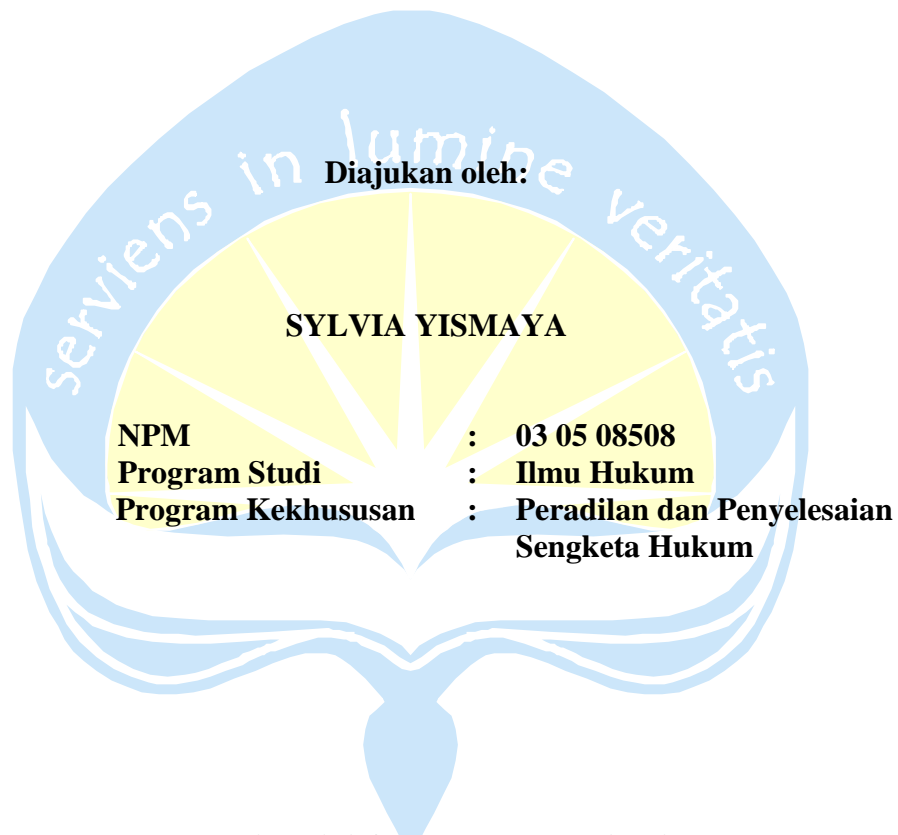 serviens in lumine veritatis
Diajukan oleh:
SYLVIA YISMAYA
NPM : 03 05 08508
Program Studi : Ilmu Hukum
Program Kekhususan : Peradilan dan Penyelesaian
Sengketa Hukum